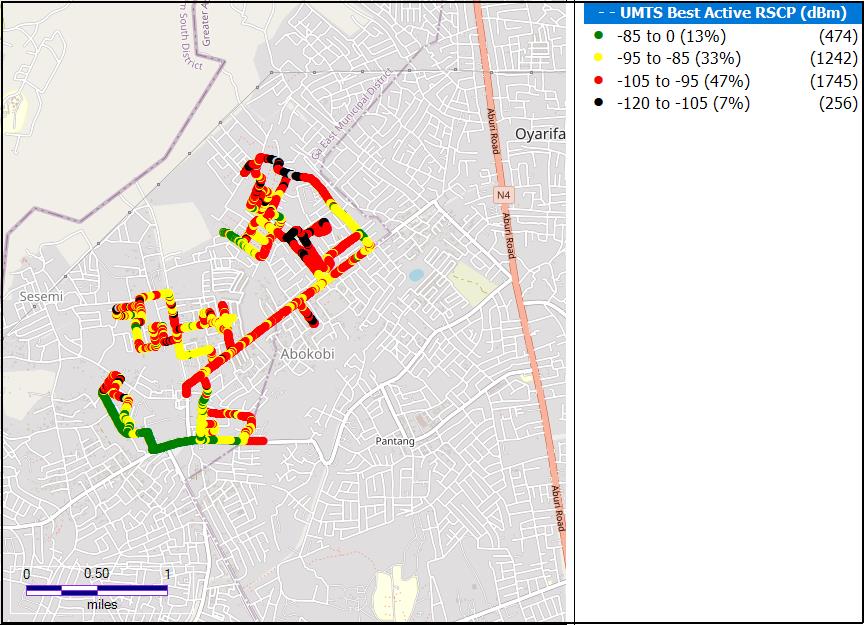 - - UMTS Best Active RSCP (dBm)
-85 to 0 (13%) (474)
-95 to -85 (33%) (1242)
-105 to -95 (47%) (1745)
-120 to -105 (7%) (256)
South District
Greater A
Ga East Municipal District
Aburi Road
Oyarifa
N4
Aburi Road
Sesemi
Abokobi
Pantang
Aburi Road
0 0.50 1
miles